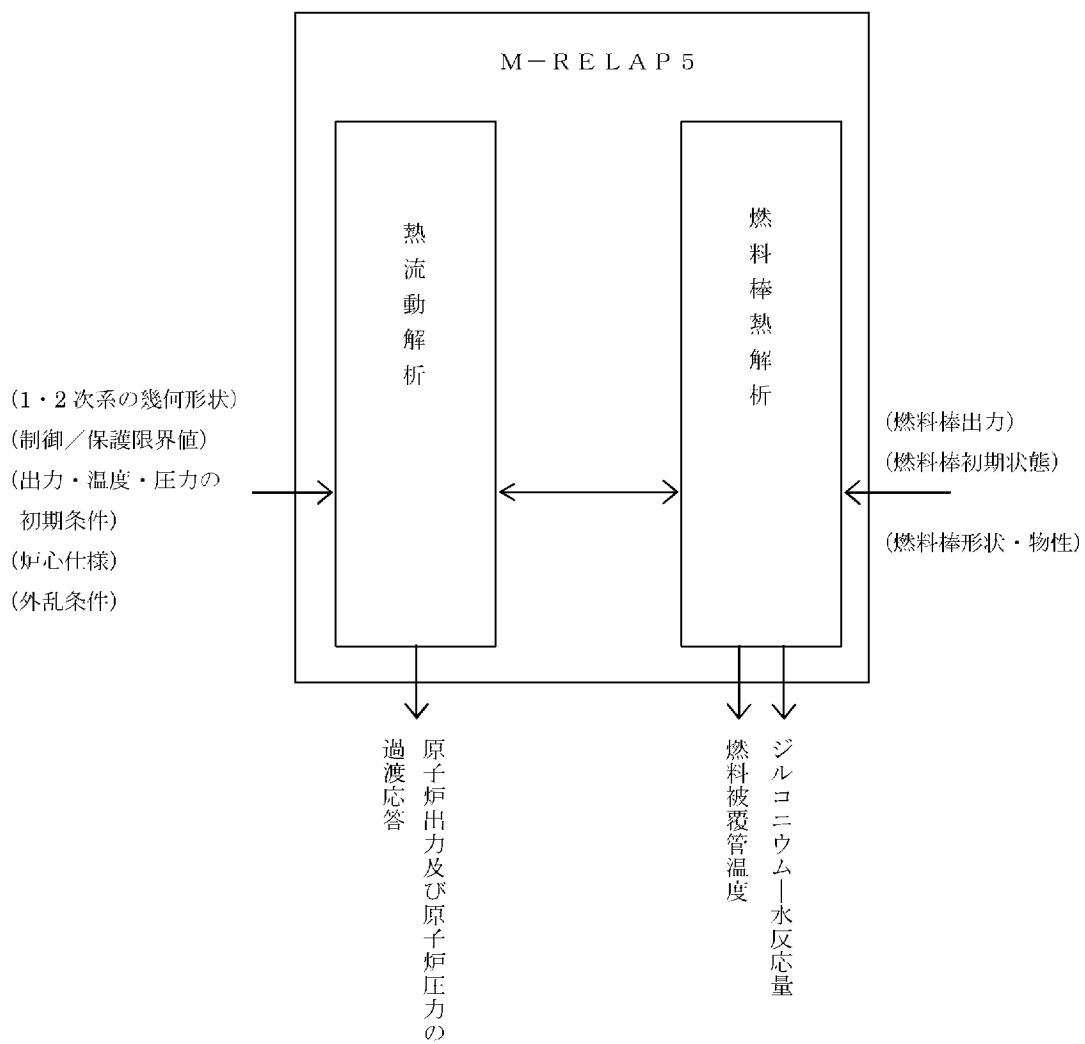 M－RELAP5
熱流動解析
燃料棒熱解析
(1・2次系の幾何形状)
(制御／保護限界値)
(出力・温度・圧力の
初期条件)
(炉心仕様)
(外乱条件)
(燃料棒出力)
(燃料棒初期状態)
(燃料棒形状・物性)
原子炉出力及び原子炉圧力の
過渡応答
ジルコニウム―水反応量
燃料被覆管温度